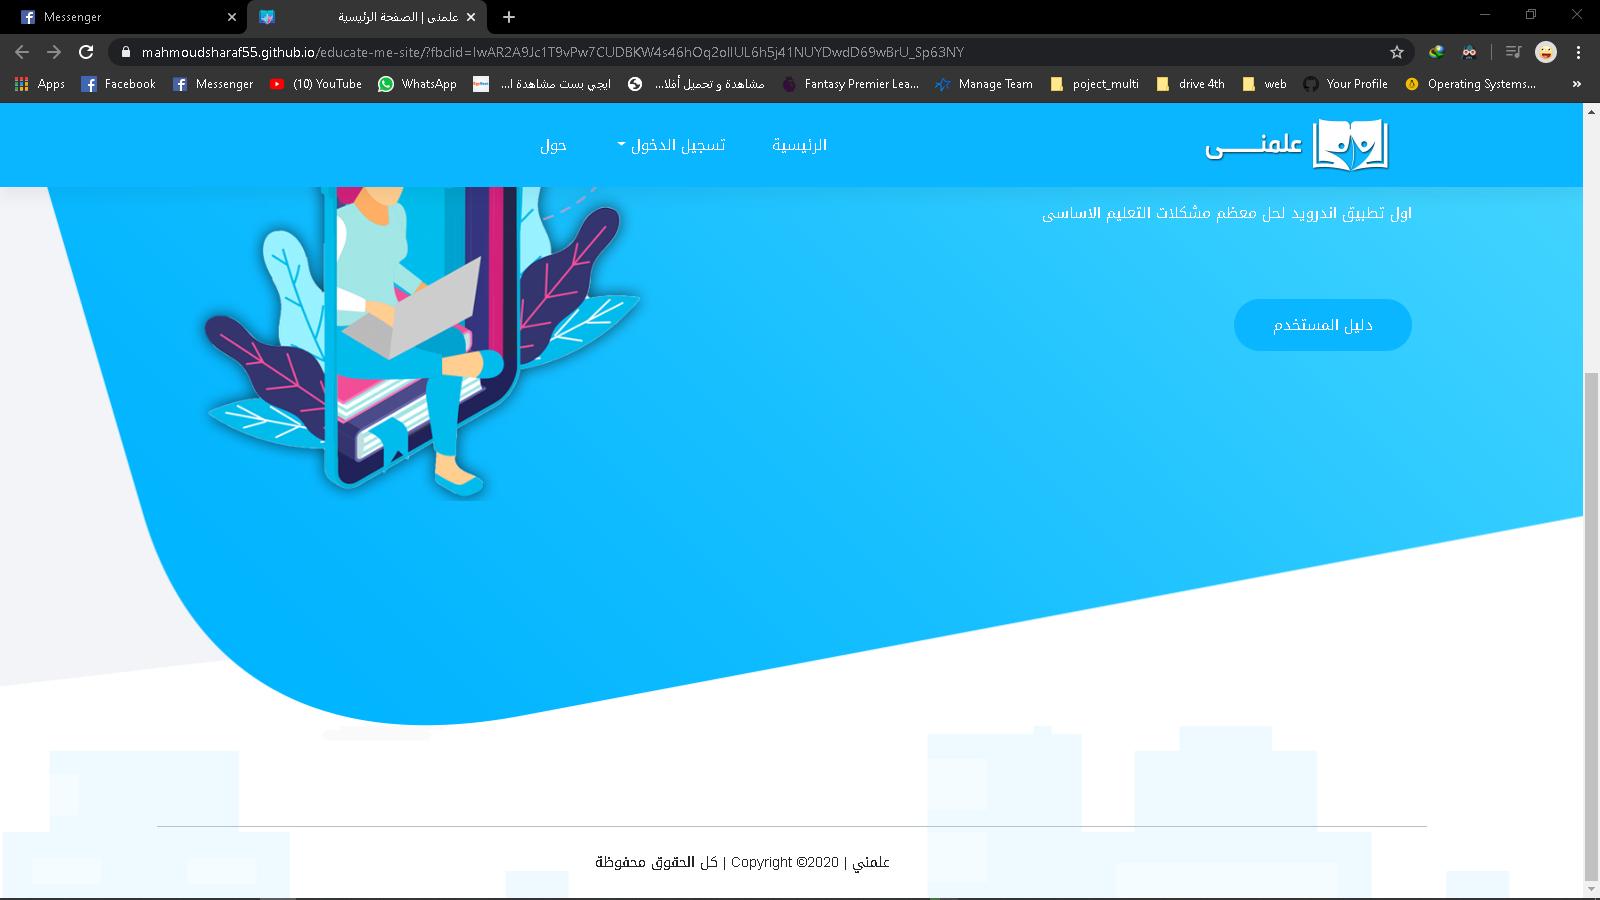 Messenger
علمنى | الصفحة الرئيسية
mahmoudsharaf55.github.io/educate-me-site/?fbclid=IwAR2A9Jc1T9vPw7CUDBKW4s46hOq2olIUL6h5j41NUYDwdD69wBrU_Sp63NY
Apps
Facebook
Messenger
(10) YouTube
WhatsApp
ايجي بست مشاهدة ا...
مشاهدة و تحميل أفلا...
Fantasy Premier Lea...
Manage Team
poject_multi
drive 4th
web
Your Profile
Operating Systems...
علمنــــى
الرئيسية
تسجيل الدخول
حول
اول تطبيق اندرويد لحل معظم مشكلات التعليم الاساسى
دليل المستخدم
علمني | Copyright ©2020 | كل الحقوق محفوظة